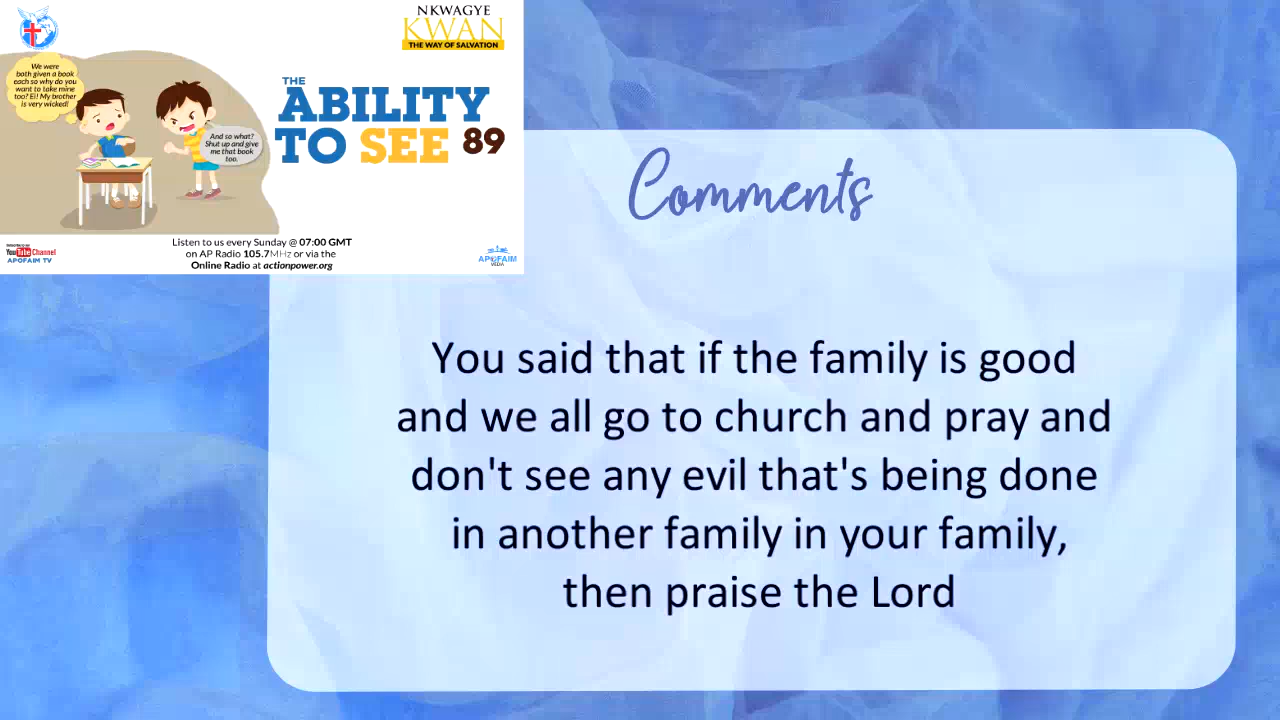 NKWAGYE
KWAN
THE WAY OF SALVATION
We were
both given a book
each so why do you
want to take mine
too? Ei! My brother
is very wicked!
And so what?
Shut up and give
me that book
too.
THE
ABILITY
TO SEE 89
YouTube Channel
APOFAIM TV
Listen to us every Sunday @ 07:00 GMT
on AP Radio 105.7MHz or via the
Online Radio at actionpower.org
APOFAIM
MEDIA
Comments
You said that if the family is good
and we all go to church and pray and
don't see any evil that's being done
in another family in your family,
then praise the Lord